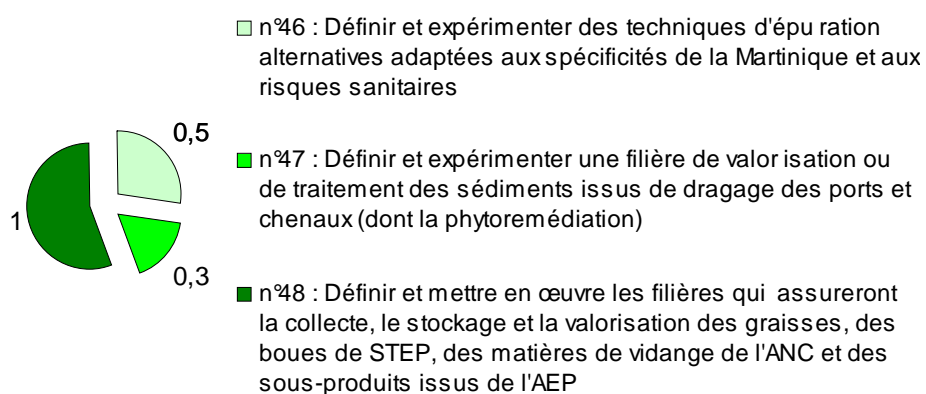 n°46 : Définir et expérimenter des techniques d'épu ration
alternatives adaptées aux spécificités de la Martinique et aux
risques sanitaires
0,5
n°47 : Définir et expérimenter une filière de valor isation ou
de traitement des sédiments issus de dragage des ports et
chenaux (dont la phytoremédiation)
1
0,3
n°48 : Définir et mettre en œuvre les filières qui assureront
la collecte, le stockage et la valorisation des graisses, des
boues de STEP, des matières de vidange de l'ANC et des
sous-produits issus de l'AEP